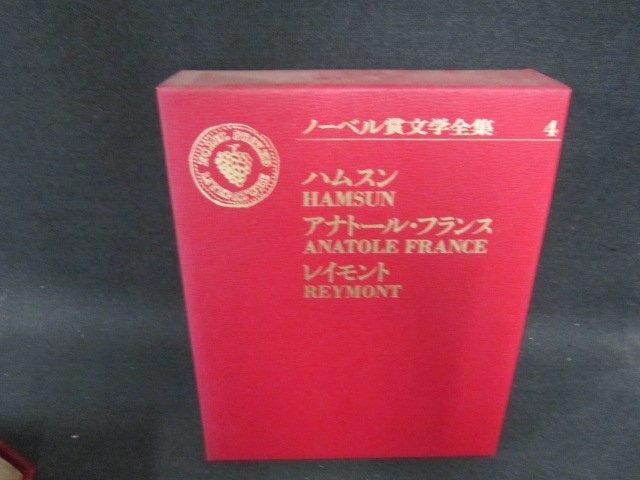 ノーベル賞文学全集 4
ハムスン
HAMSUN
アナトール・フランス
ANATOLE FRANCE
レイモント
REYMONT